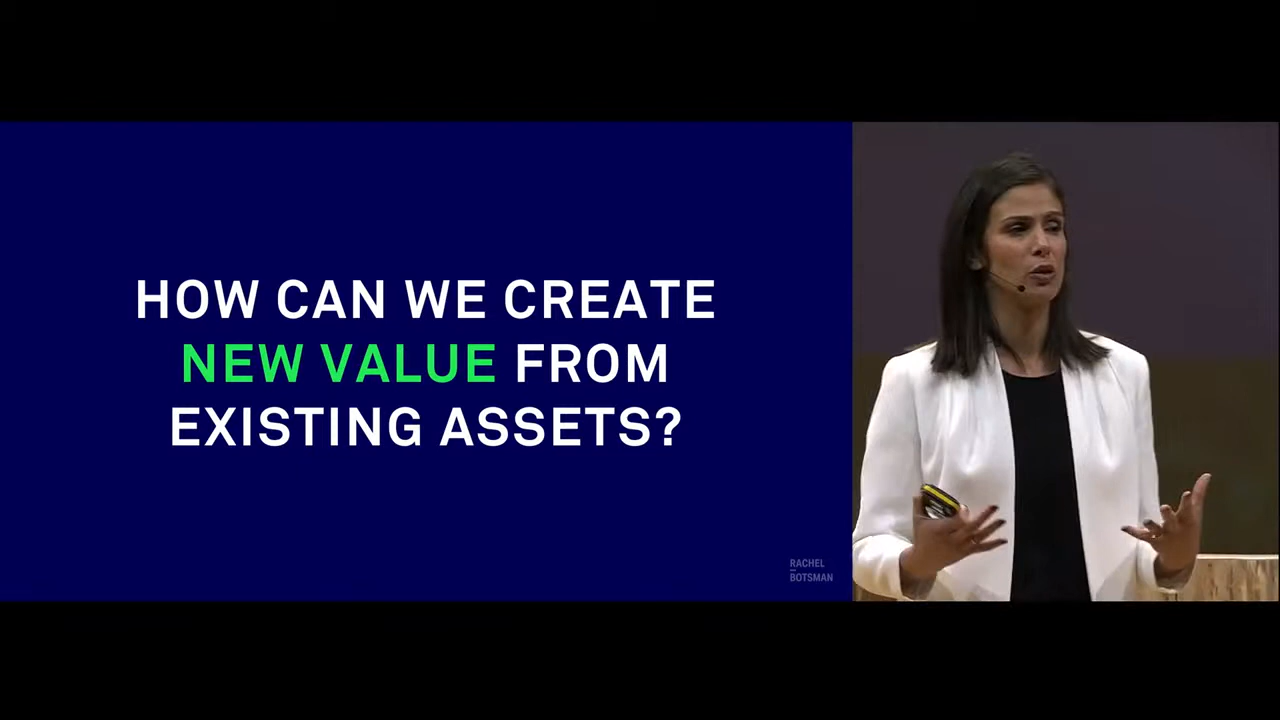 HOW CAN WE CREATE
NEW VALUE FROM
EXISTING ASSETS?
RACHEL
BOTSMAN